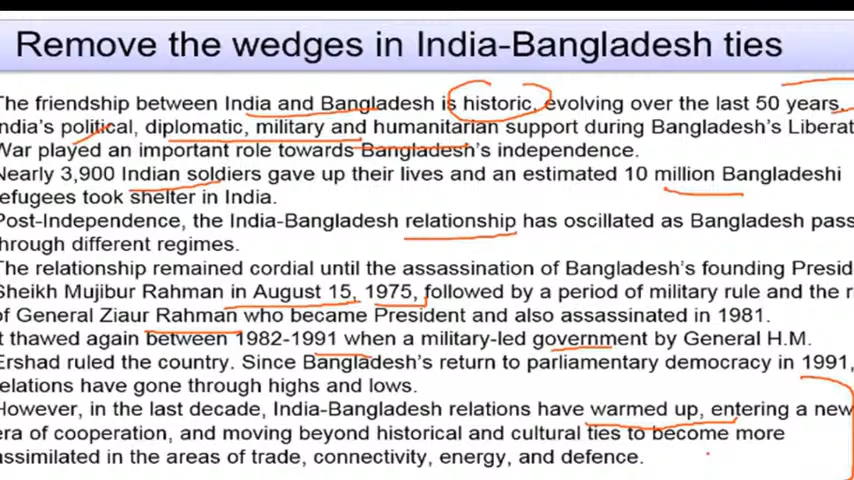 Remove the wedges in India-Bangladesh ties
The friendship between India and Bangladesh is historic, evolving over the last 50 years.
ndia's political, diplomatic, military and humanitarian support during Bangladesh's Liberat
War played an important role towards Bangladesh's independence.
Nearly 3,900 Indian soldiers gave up their lives and an estimated 10 million Bangladeshi
efugees took shelter in India.
Post-Independence, the India-Bangladesh relationship has oscillated as Bangladesh pass
hrough different regimes.
The relationship remained cordial until the assassination of Bangladesh's founding Presid
Sheikh Mujibur Rahman in August 15, 1975, followed by a period of military rule and the r
of General Ziaur Rahman who became President and also assassinated in 1981.
t thawed again between 1982-1991 when a military-led government by General H.M.
Ershad ruled the country. Since Bangladesh's return to parliamentary democracy in 1991,
elations have gone through highs and lows.
However, in the last decade, India-Bangladesh relations have warmed up, entering a new
era of cooperation, and moving beyond historical and cultural ties to become more
assimilated in the areas of trade, connectivity, energy, and defence.